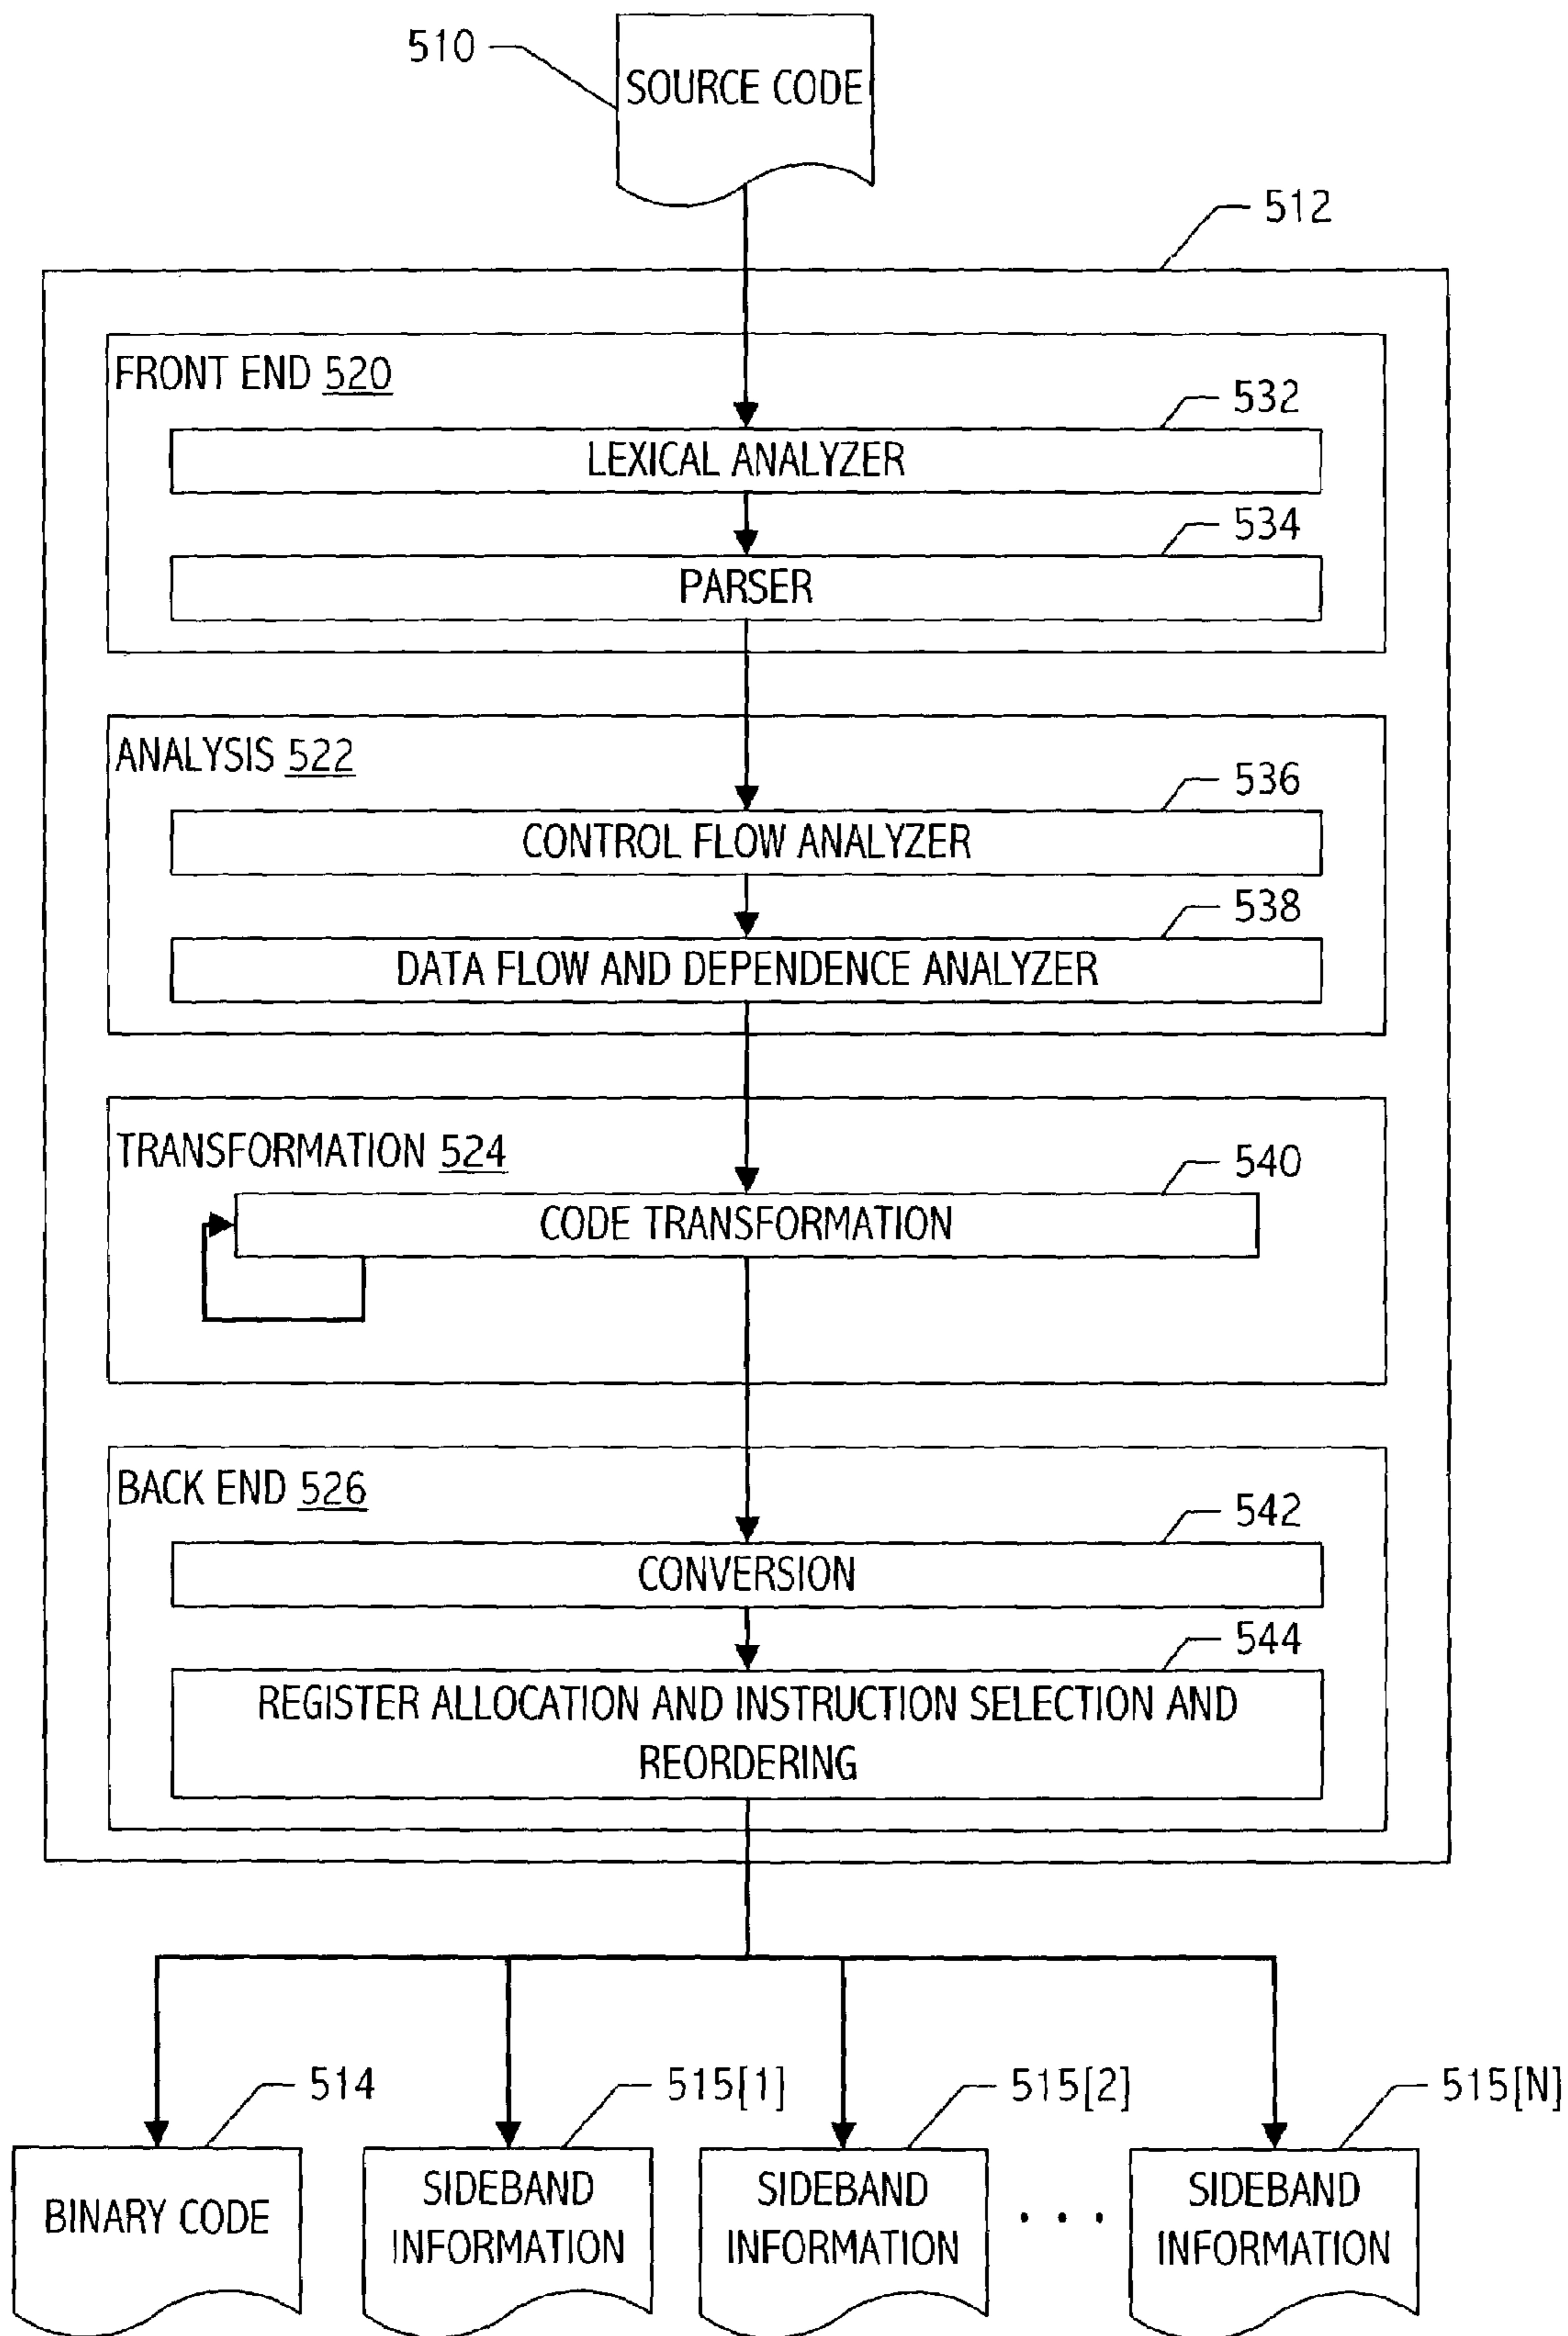 510
SOURCE CODE
512
FRONT END 520
532
LEXICAL ANALYZER
534
PARSER
ANALYSIS 522
536
CONTROL FLOW ANALYZER
538
DATA FLOW AND DEPENDENCE ANALYZER
TRANSFORMATION 524
540
CODE TRANSFORMATION
BACK END 526
542
CONVERSION
544
REGISTER ALLOCATION AND INSTRUCTION SELECTION AND
REORDERING
514
BINARY CODE
515[1]
SIDEBAND
INFORMATION
515[2]
SIDEBAND
INFORMATION
. . .
515[N]
SIDEBAND
INFORMATION